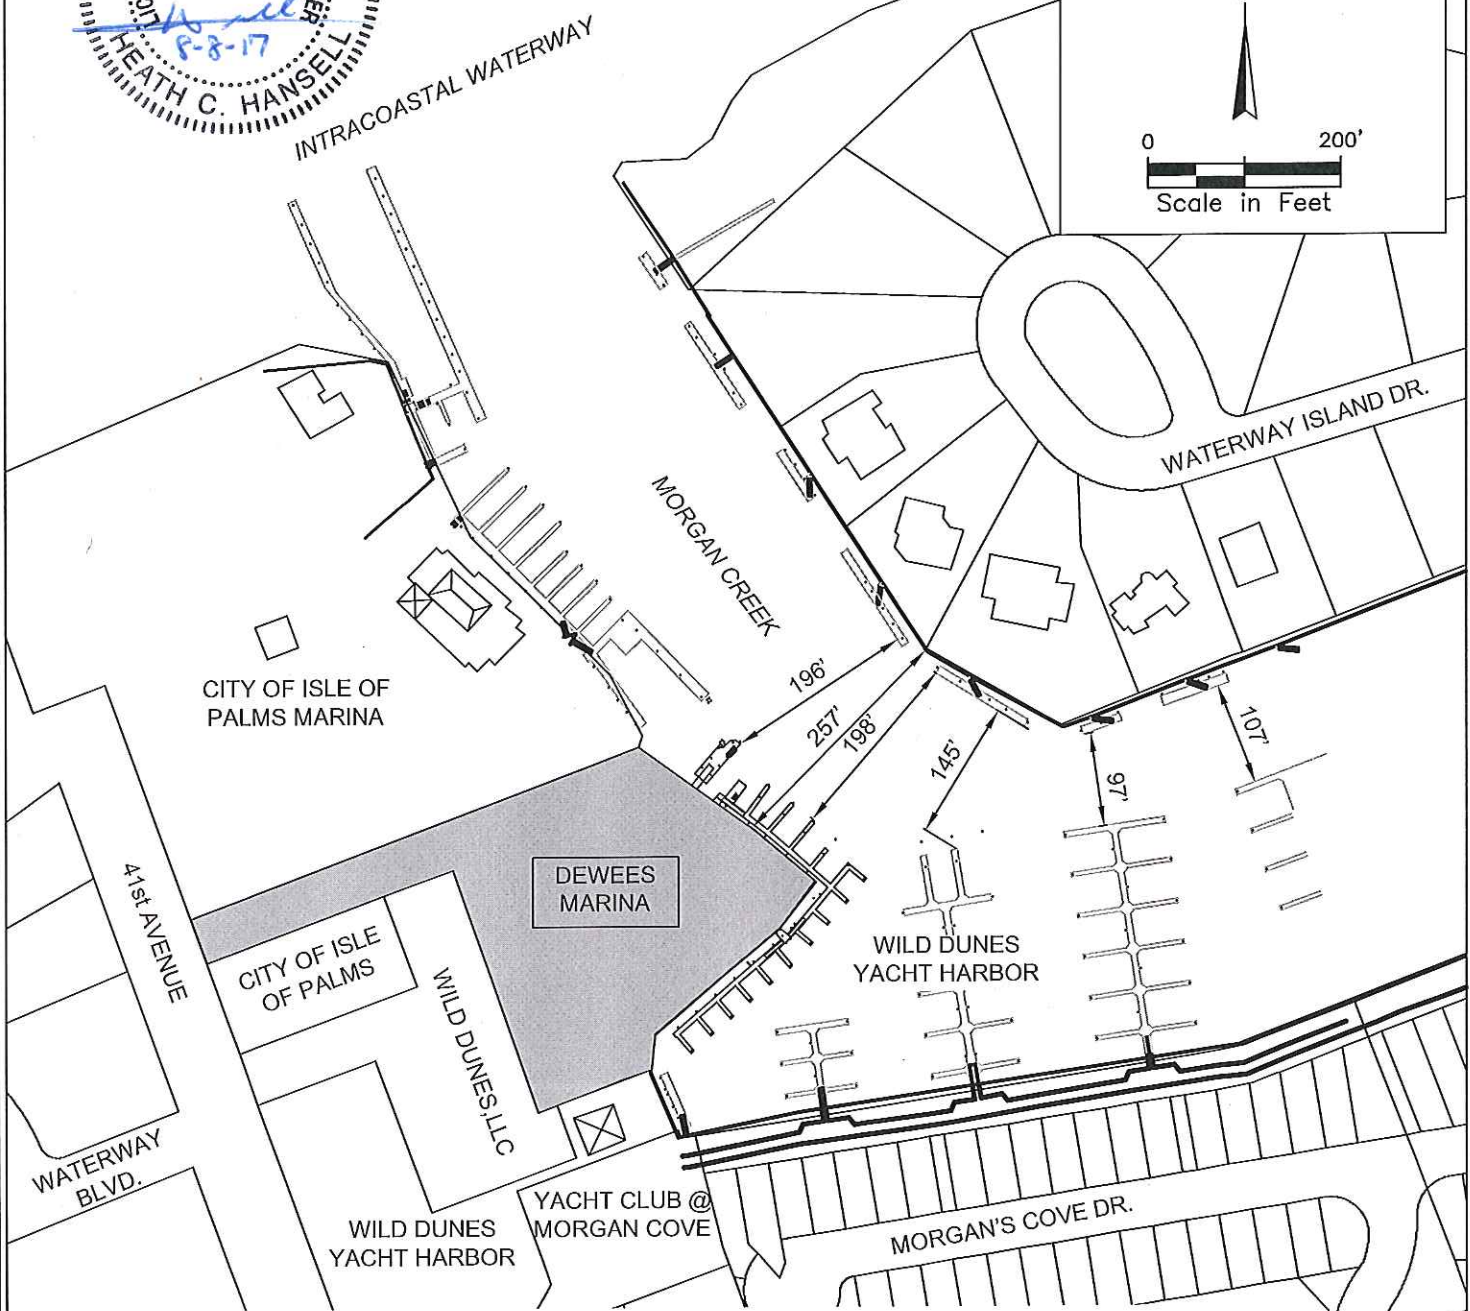 8-8-17
HEATH C. HANSELL
INTRACOASTAL WATERWAY
0 200'
Scale in Feet
WATERWAY ISLAND DR.
MORGAN CREEK
CITY OF ISLE OF
PALMS MARINA
196'
257'
198'
145'
97'
107'
41st AVENUE
DEWEES
MARINA
CITY OF ISLE
OF PALMS
WILD DUNES,LLC
WILD DUNES
YACHT HARBOR
WATERWAY
BLVD.
WILD DUNES
YACHT HARBOR
YACHT CLUB @
MORGAN COVE
MORGAN'S COVE DR.